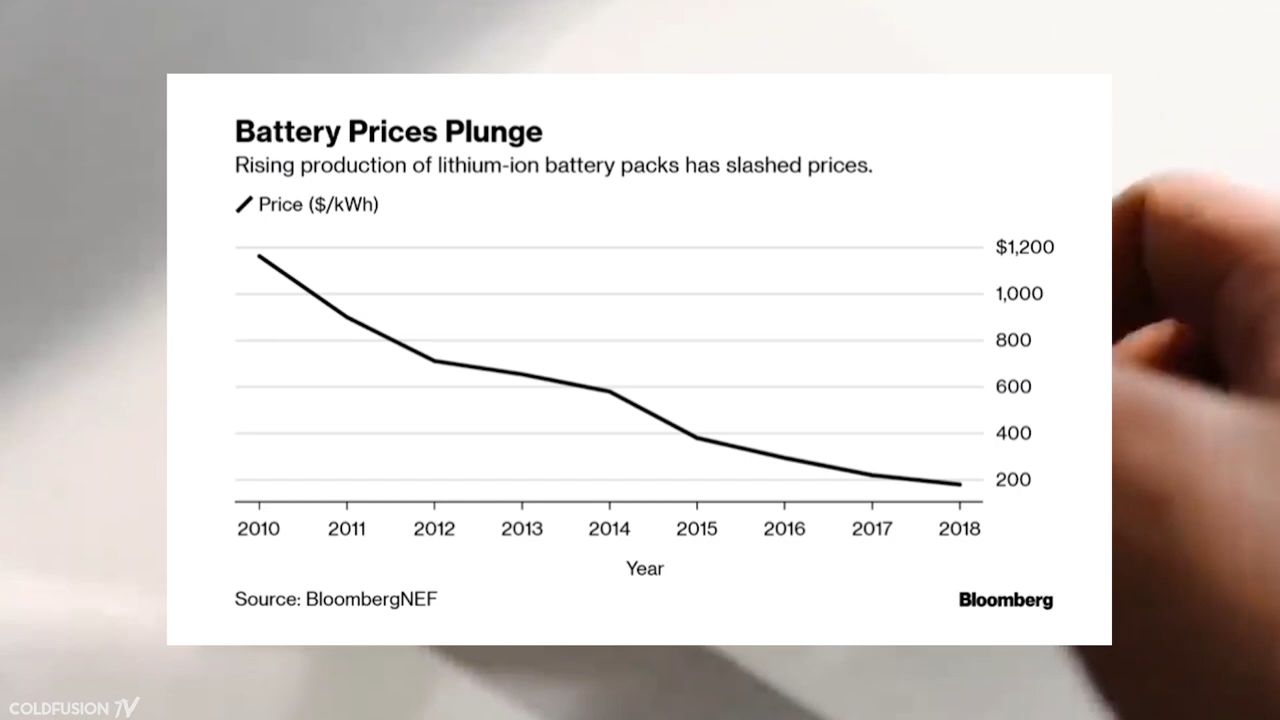 Battery Prices Plunge
Rising production of lithium-ion battery packs has slashed prices.
Price ($/kWh)
$1,200
1,000
800
600
400
200
2010 2011 2012 2013 2014 2015 2016 2017 2018
Year
Source: BloombergNEF
Bloomberg
COLDFUSION TV